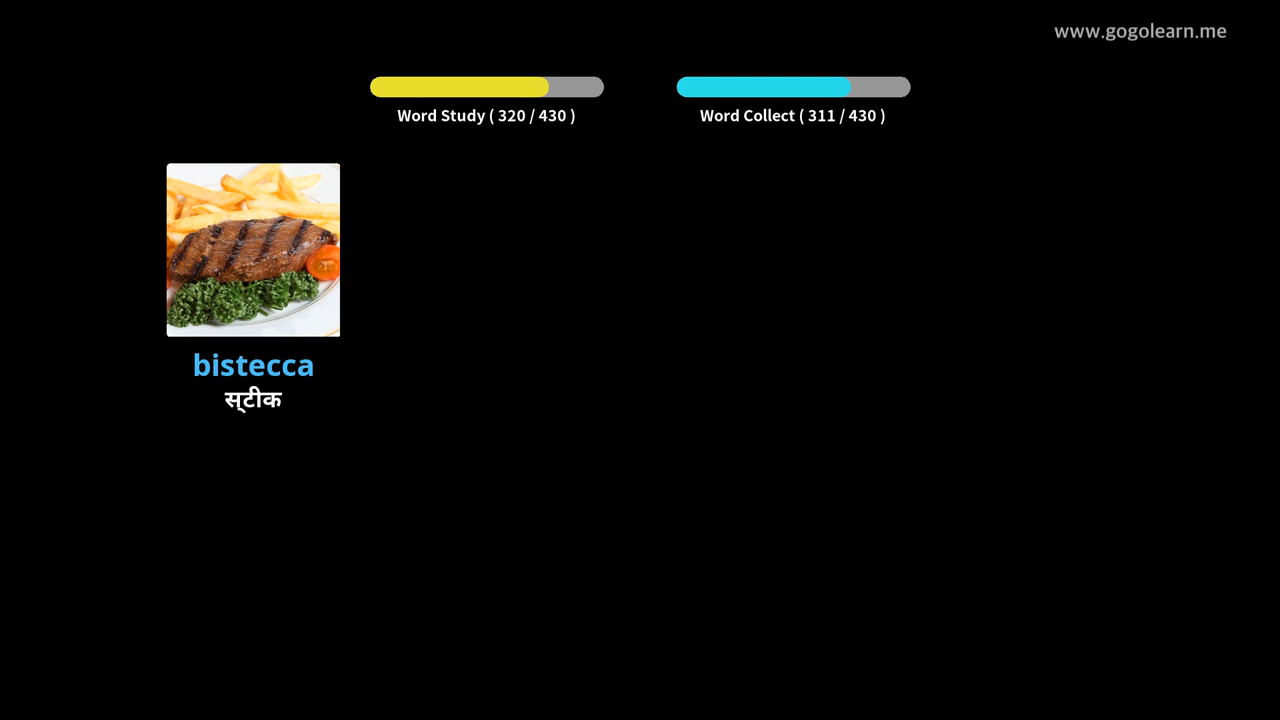 www.gogolearn.me
Word Study ( 320 / 430 )
Word Collect ( 311 / 430 )
bistecca
स्टीक